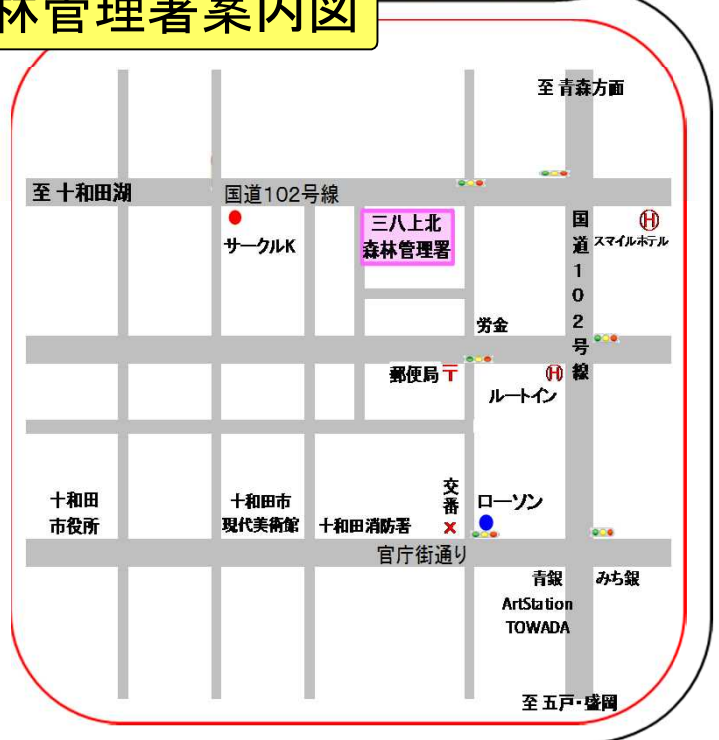 林管理署案内図
至 青森方面
至 十和田湖
国道102号線
サークルK
三八上北
森林管理署
国道102号線
H
スマイルホテル
労金
郵便局 〒
H
ルートイン
十和田
市役所
十和田市
現代美術館
十和田消防署
交番
×
ローソン
官庁街通り
青銀
みち銀
ArtStation
TOWADA
至 五戸・盛岡